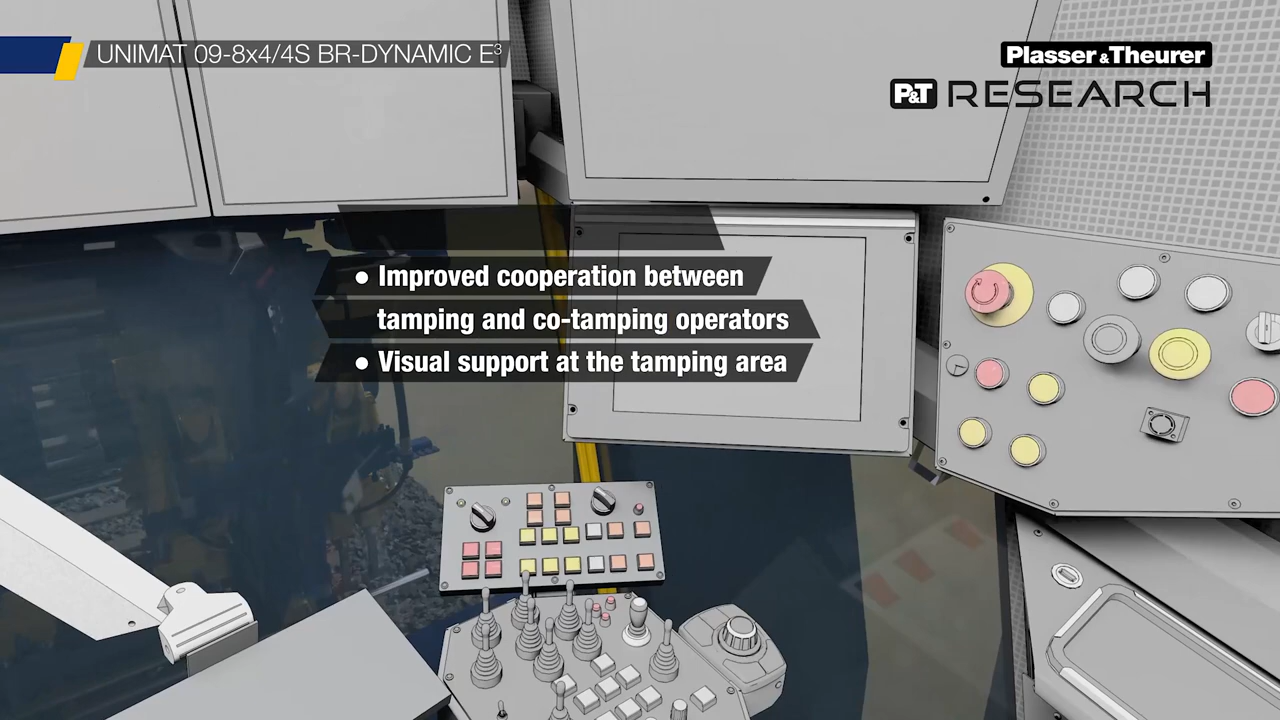 UNIMAT 09-8x4/4S BR-DYNAMIC E³
Plasser & Theurer
P&T RESEARCH
● Improved cooperation between
tamping and co-tamping operators
● Visual support at the tamping area